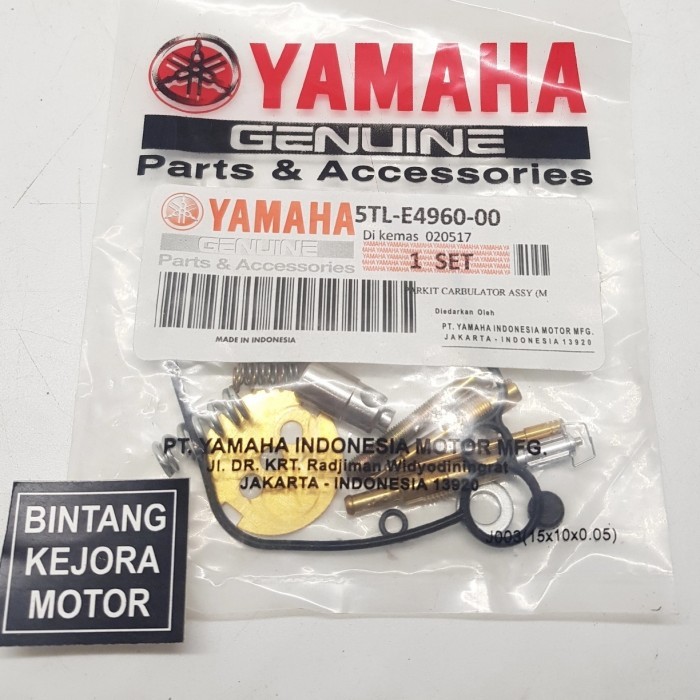 YAMAHA
GENUINE
Parts & Accessories
YAMAHA
5TL-E4960-00
GENUINE
Di kemas 020517
Parts & Accessories
1 SET
RKIT CARBULATOR ASSY (M
Diedarkan Oleh
PT. YAMAHA INDONESIA MOTOR MFG.
JAKARTA - INDONESIA 13920
MADE IN INDONESIA
PT. YAMAHA INDONESIA MOTOR MFG.
Jl. DR. KRT. Radjiman Widyodiningrat
JAKARTA - INDONESIA 13920
J003(15x10x0.05)
BINTANG
KEJORA
MOTOR